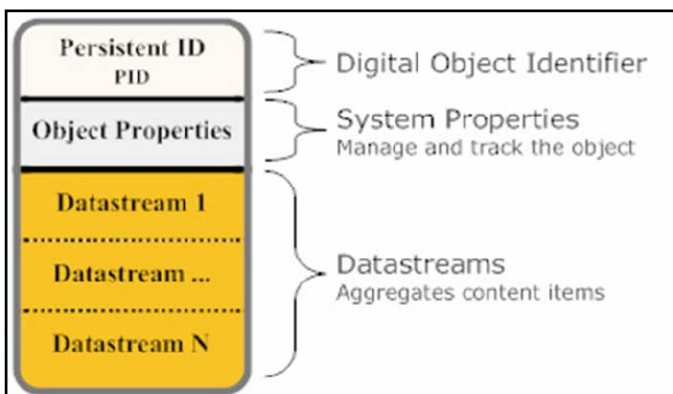 Persistent ID
PID
Digital Object Identifier
Object Properties
System Properties
Manage and track the object
Datastream 1
Datastream ...
Datastream N
Datastreams
Aggregates content items